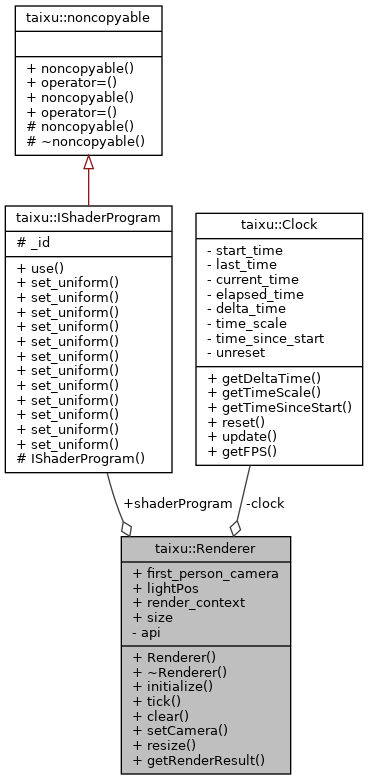 taixu::noncopyable
+ noncopyable()
+ operator=()
+ noncopyable()
+ operator=()
# noncopyable()
# ~noncopyable()
taixu::IShaderProgram
# _id
+ use()
+ set_uniform()
+ set_uniform()
+ set_uniform()
+ set_uniform()
+ set_uniform()
+ set_uniform()
+ set_uniform()
+ set_uniform()
+ set_uniform()
+ set_uniform()
+ set_uniform()
+ set_uniform()
# IShaderProgram()
taixu::Clock
- start_time
- last_time
- current_time
- elapsed_time
- delta_time
- time_scale
- time_since_start
- unreset
+ getDeltaTime()
+ getTimeScale()
+ getTimeSinceStart()
+ reset()
+ update()
+ getFPS()
+shaderProgram
-clock
taixu::Renderer
+ first_person_camera
+ lightPos
+ render_context
+ size
- api
+ Renderer()
+ ~Renderer()
+ initialize()
+ tick()
+ clear()
+ setCamera()
+ resize()
+ getRenderResult()